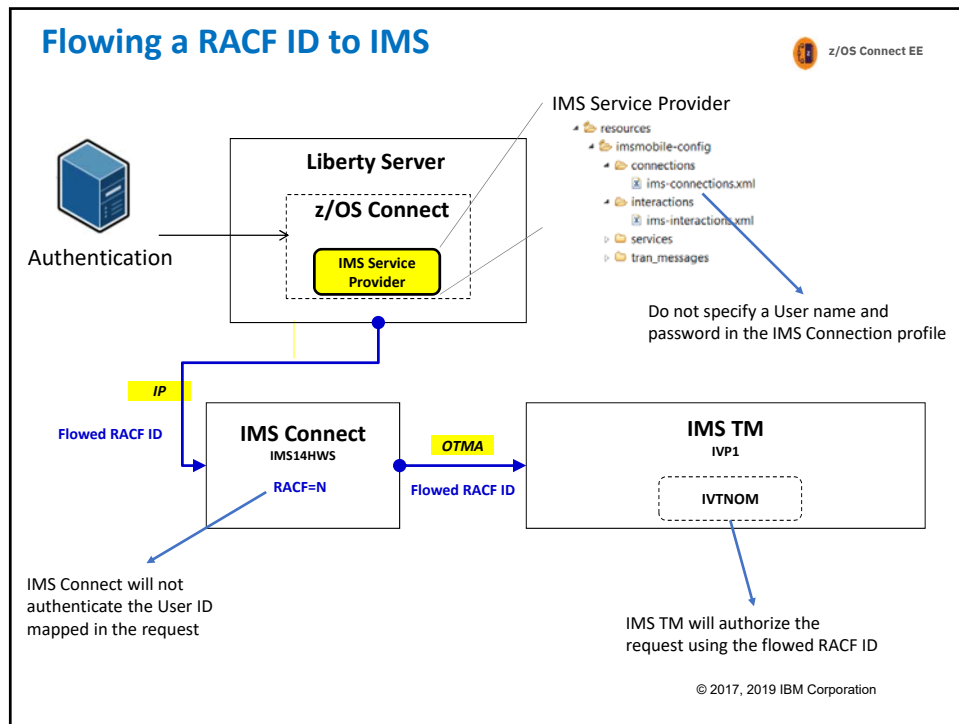 Flowing a RACF ID to IMS
z/OS Connect EE
IMS Service Provider
resources
imsmobile-config
connections
ims-connections.xml
interactions
ims-interactions.xml
services
tran_messages
Liberty Server
z/OS Connect
IMS Service
Provider
Authentication
Do not specify a User name and
password in the IMS Connection profile
IP
Flowed RACF ID
IMS Connect
IMS14HWS
RACF=N
OTMA
Flowed RACF ID
IMS TM
IVP1
IVTNOM
IMS Connect will not
authenticate the User ID
mapped in the request
IMS TM will authorize the
request using the flowed RACF ID
© 2017, 2019 IBM Corporation